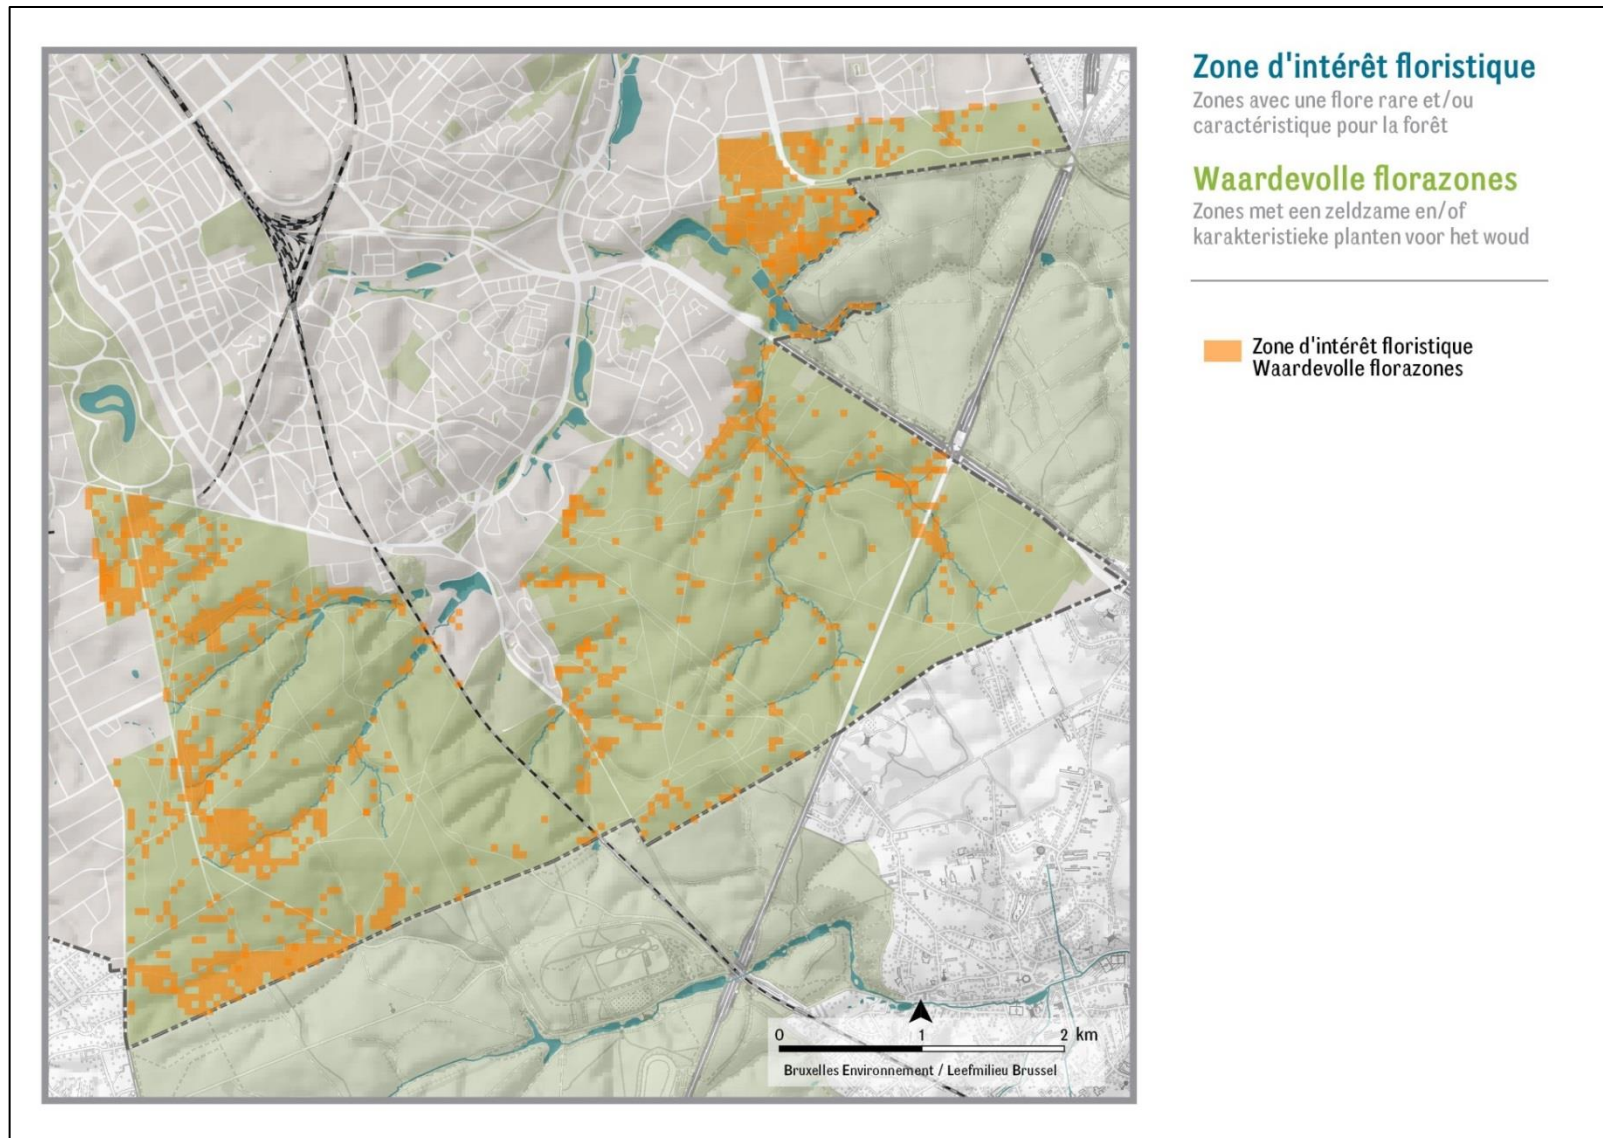 Zone d'intérêt floristique
Zones avec une flore rare et/ou
caractéristique pour la forêt
Waardevolle florazones
Zones met een zeldzame en/of
karakteristieke planten voor het woud
Zone d'intérêt floristique
Waardevolle florazones
0 1 2 km
Bruxelles Environnement / Leefmilieu Brussel